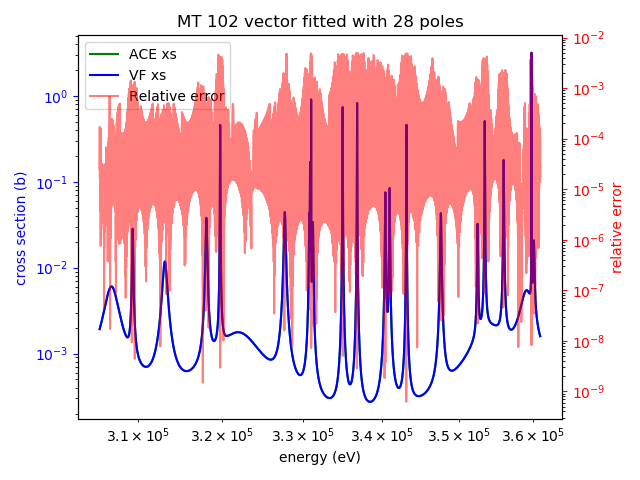 MT 102 vector fitted with 28 poles
ACE xs
VF xs
Relative error
cross section (b)
10⁰
10⁻¹
10⁻²
10⁻³
10⁻²
10⁻³
10⁻⁴
10⁻⁵
10⁻⁶
10⁻⁷
10⁻⁸
10⁻⁹
relative error
3.1 × 10⁵ 3.2 × 10⁵ 3.3 × 10⁵ 3.4 × 10⁵ 3.5 × 10⁵ 3.6 × 10⁵
energy (eV)